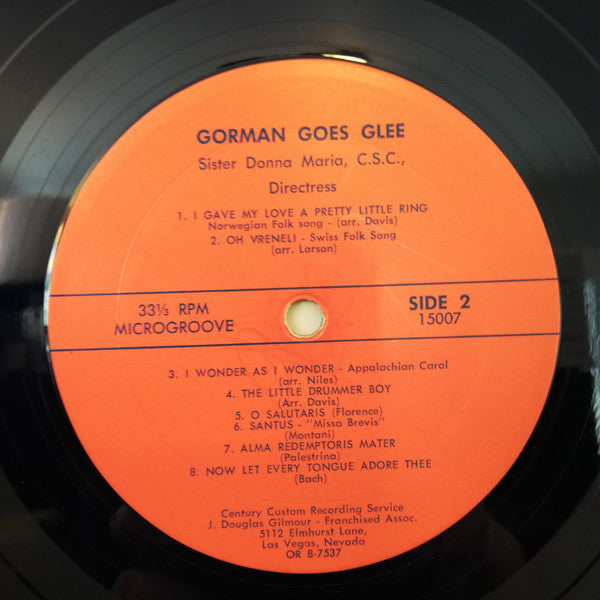 GORMAN GOES GLEE
Sister Donna Maria, C.S.C.,
Directress
1. I GAVE MY LOVE A PRETTY LITTLE RING
Norwegian Folk song - (arr. Davis)
2. OH VRENELI - Swiss Folk Song
(arr. Larson)
33⅓ RPM
MICROGROOVE
SIDE 2
15007
3. I WONDER AS I WONDER - Appalachian Carol
(arr. Niles)
4. THE LITTLE DRUMMER BOY
(Arr. Davis)
5. O SALUTARIS (Florence)
6. SANTUS - "Missa Brevis"
(Montani)
7. ALMA REDEMPTORIS MATER
(Palestrina)
8. NOW LET EVERY TONGUE ADORE THEE
(Bach)
Century Custom Recording Service
J. Douglas Gilmour - Franchised Assoc.
5112 Elmhurst Lane,
Las Vegas, Nevada
OR 8-7537